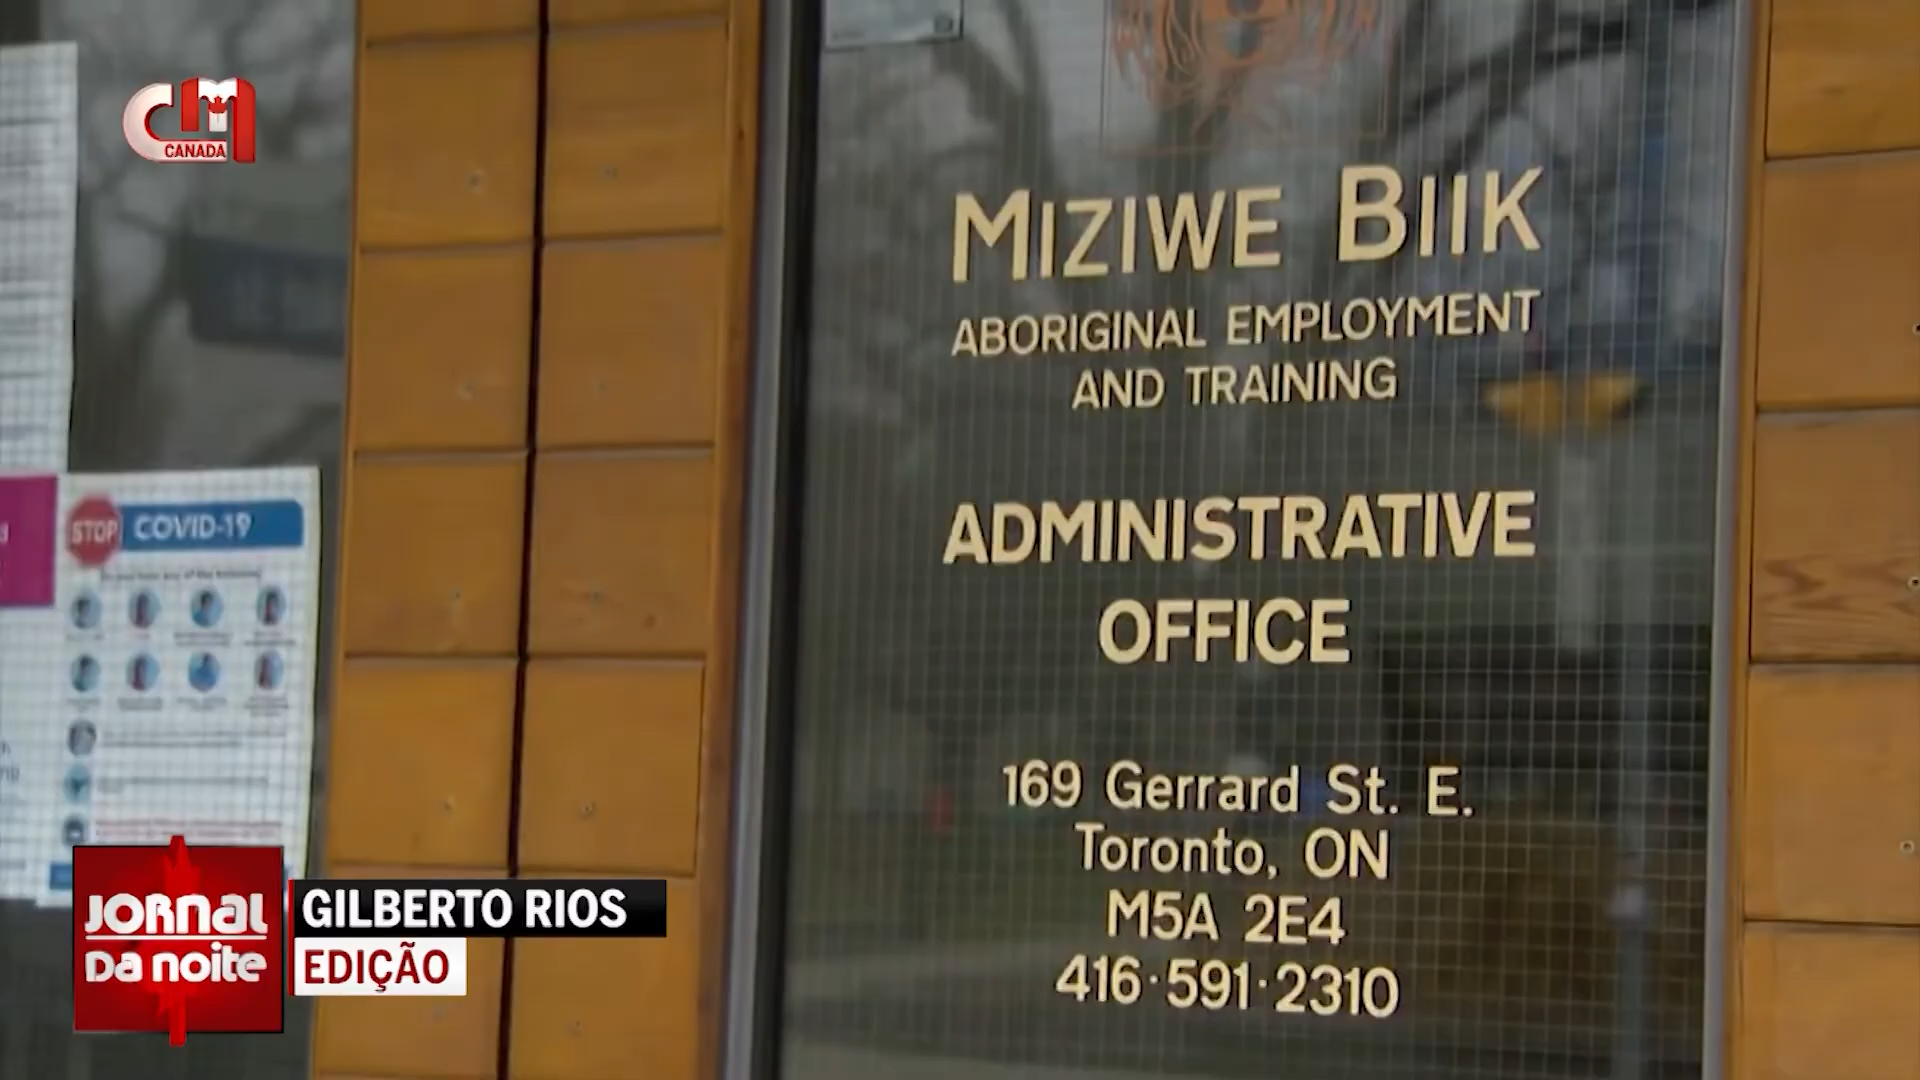 CM
CANADA
MIZIWE BIIK
ABORIGINAL EMPLOYMENT
AND TRAINING
ADMINISTRATIVE
OFFICE
169 Gerrard St. E.
Toronto, ON
M5A 2E4
416·591·2310
STOP
COVID-19
JORNAL
DA NOITE
GILBERTO RIOS
EDIÇÃO